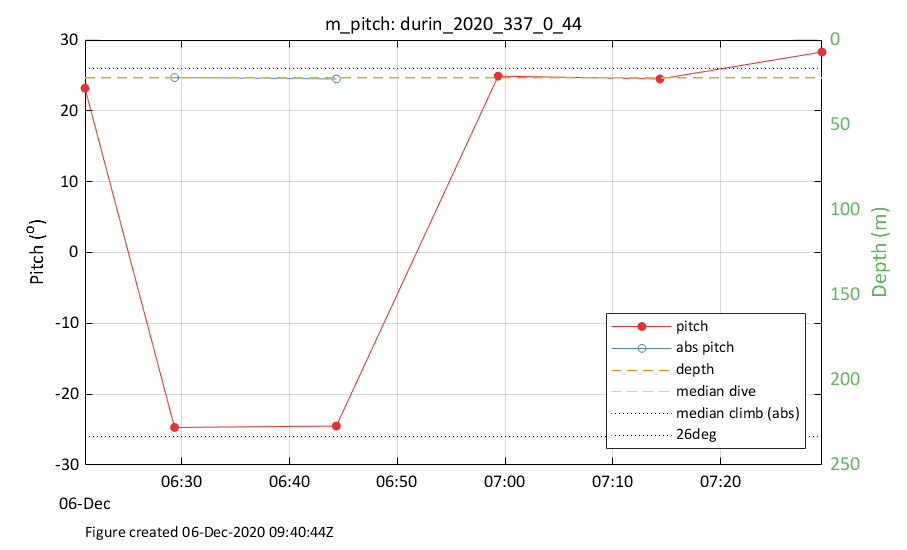 m_pitch: durin_2020_337_0_44
30
20
10
0
-10
-20
-30
Pitch (o)
0
50
100
150
200
250
Depth (m)
pitch
abs pitch
depth
median dive
median climb (abs)
26deg
06:30 06:40 06:50 07:00 07:10 07:20
06-Dec
Figure created 06-Dec-2020 09:40:44Z